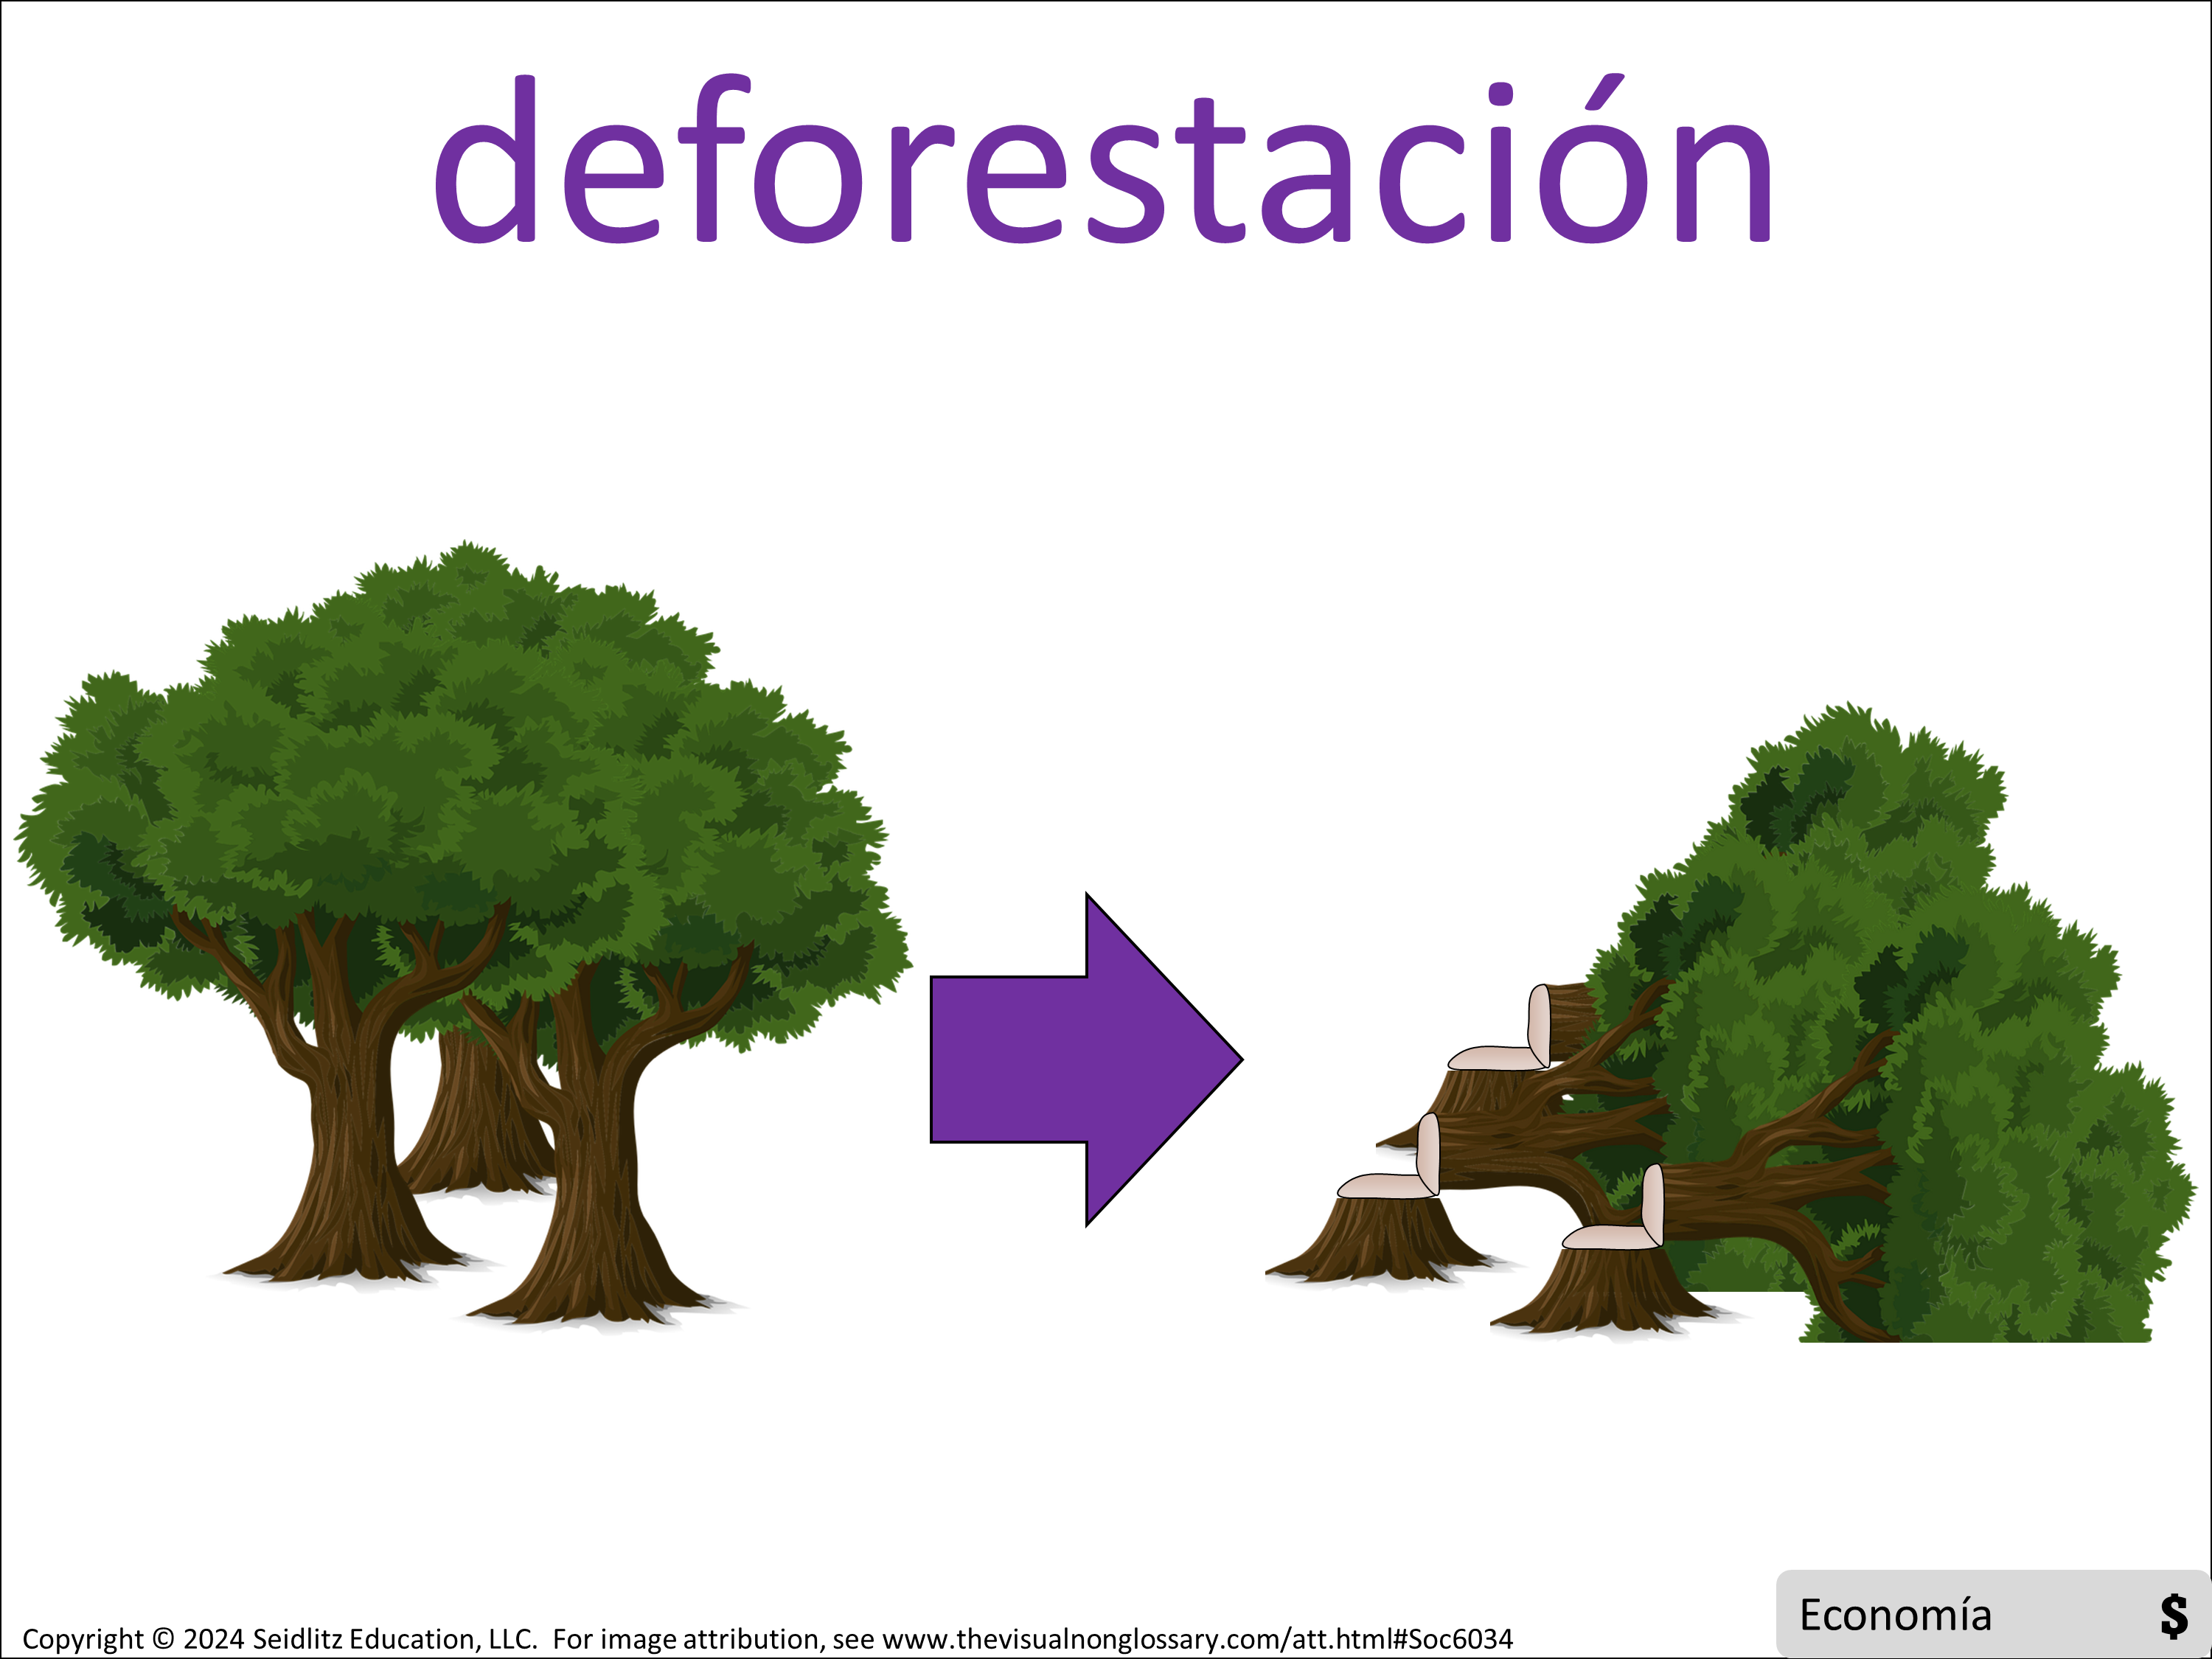 deforestación
Economía $
Copyright © 2024 Seidlitz Education, LLC. For image attribution, see www.thevisualnonglossary.com/att.html#Soc6034